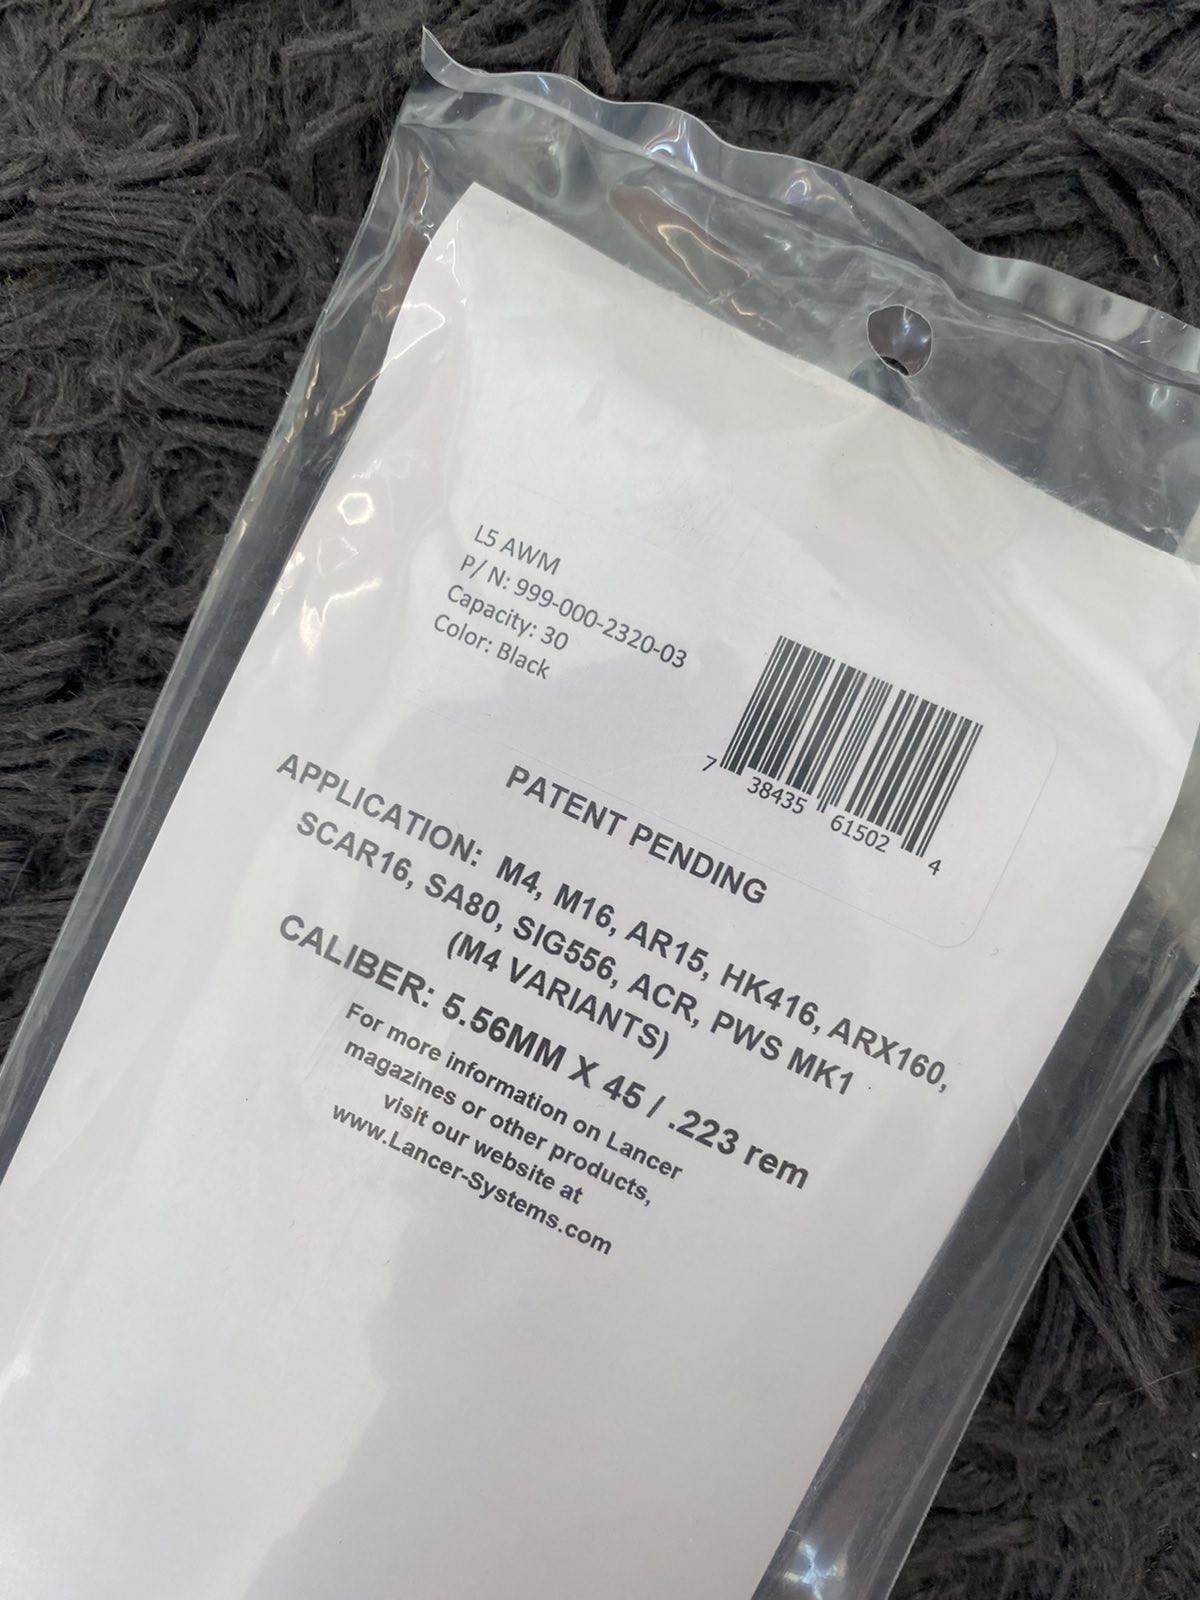 L5 AWM
P/ N: 999-000-2320-03
Capacity: 30
Color: Black
7 38435 61502 4
PATENT PENDING
APPLICATION: M4, M16, AR15, HK416, ARX160,
SCAR16, SA80, SIG556, ACR, PWS MK1
(M4 VARIANTS)
CALIBER: 5.56MM X 45 / .223 rem
For more information on Lancer
magazines or other products,
visit our website at
www.Lancer-Systems.com